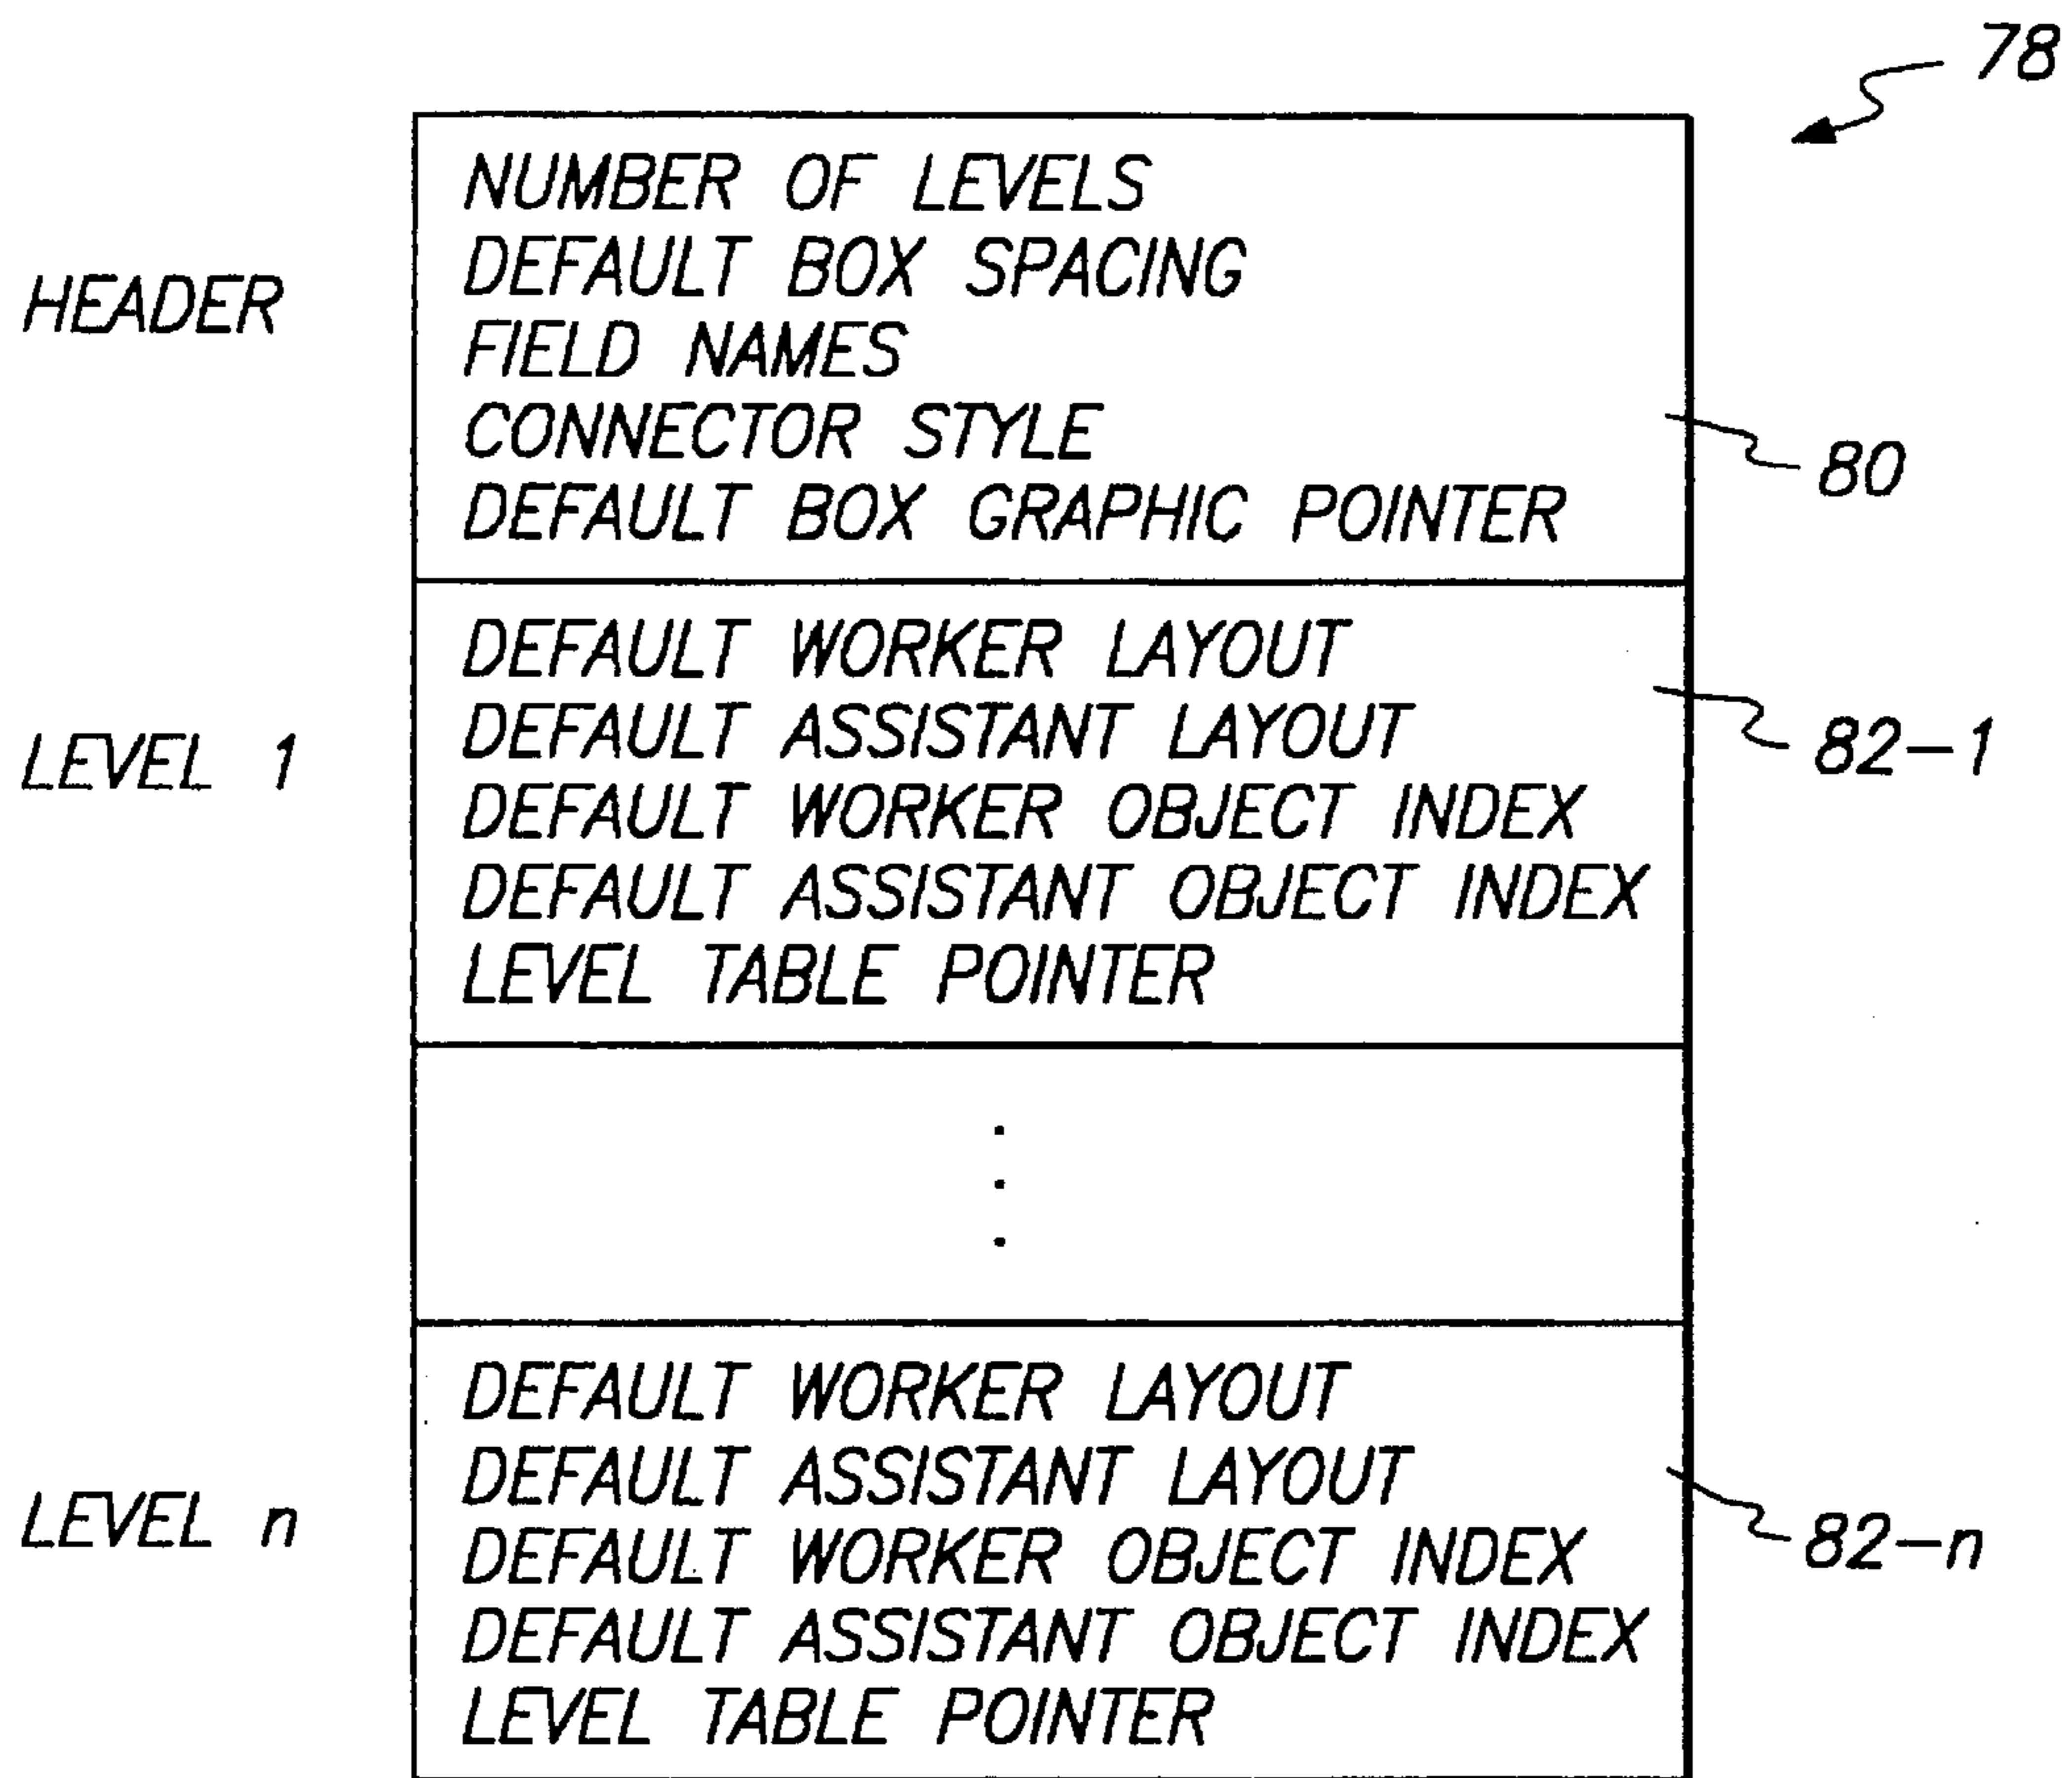 78
HEADER
NUMBER OF LEVELS
DEFAULT BOX SPACING
FIELD NAMES
CONNECTOR STYLE
DEFAULT BOX GRAPHIC POINTER
80
LEVEL 1
DEFAULT WORKER LAYOUT
DEFAULT ASSISTANT LAYOUT
DEFAULT WORKER OBJECT INDEX
DEFAULT ASSISTANT OBJECT INDEX
LEVEL TABLE POINTER
82-1
LEVEL n
DEFAULT WORKER LAYOUT
DEFAULT ASSISTANT LAYOUT
DEFAULT WORKER OBJECT INDEX
DEFAULT ASSISTANT OBJECT INDEX
LEVEL TABLE POINTER
82-n